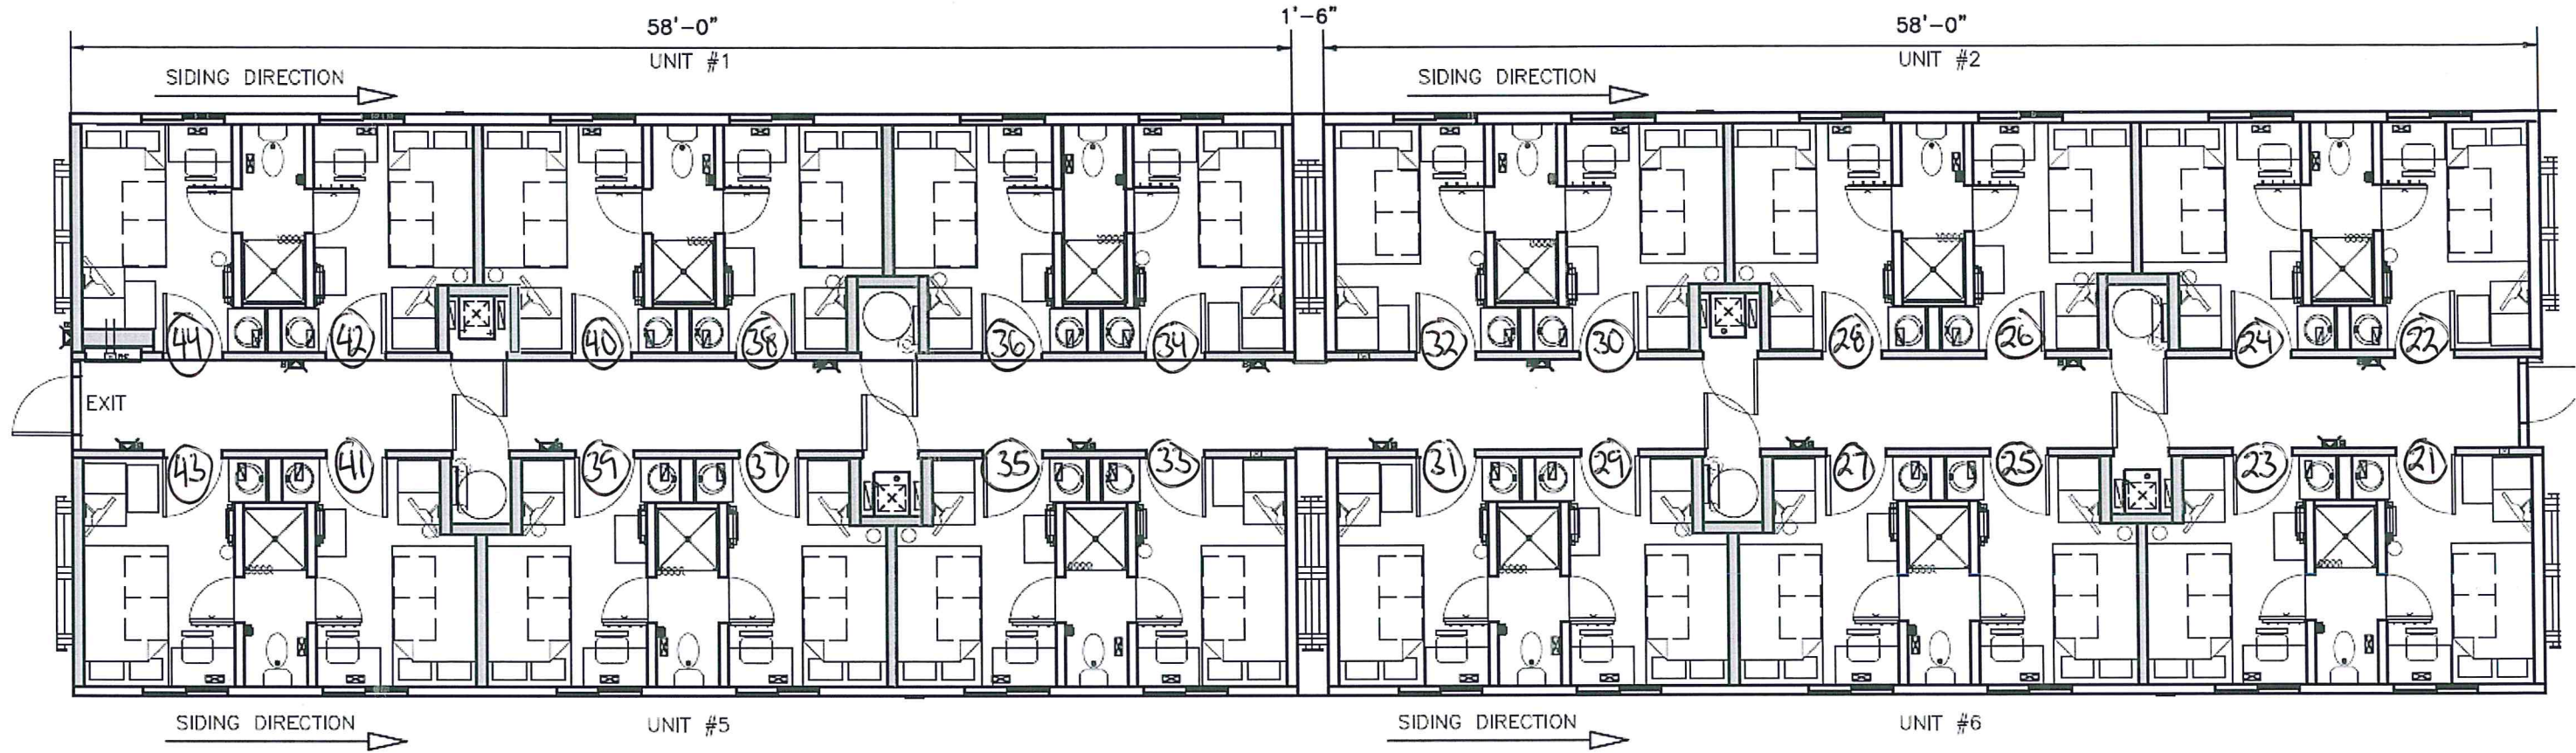 58'-0" 1'-6" 58'-0"
UNIT #1 UNIT #2
SIDING DIRECTION SIDING DIRECTION
44 42 40 38 36 34 32 30 28 26 24 22
EXIT
43 41 39 37 35 33 31 29 27 25 23 21
SIDING DIRECTION UNIT #5 SIDING DIRECTION UNIT #6